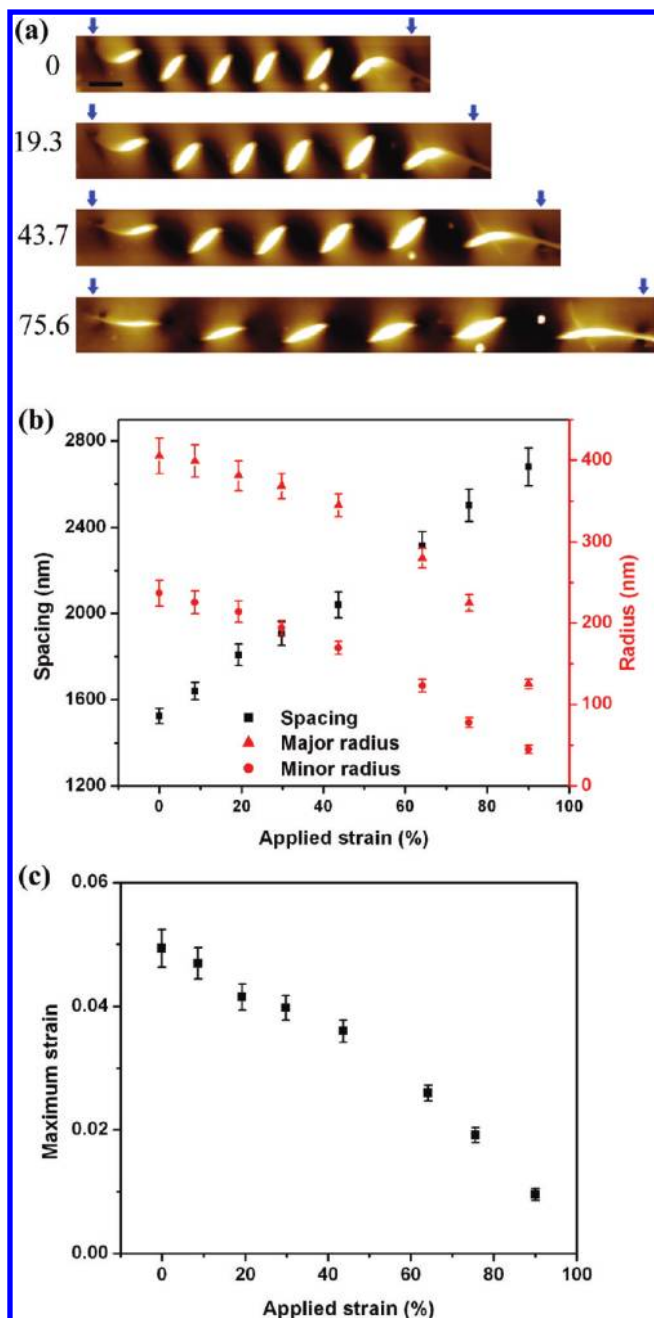 (a)
0
19.3
43.7
75.6
(b)
2800
2400
2000
1600
1200
Spacing (nm)
400
300
200
100
0
Radius (nm)
Spacing
Major radius
Minor radius
0 20 40 60 80 100
Applied strain (%)
(c)
0.06
0.04
0.02
0.00
Maximum strain
0 20 40 60 80 100
Applied strain (%)